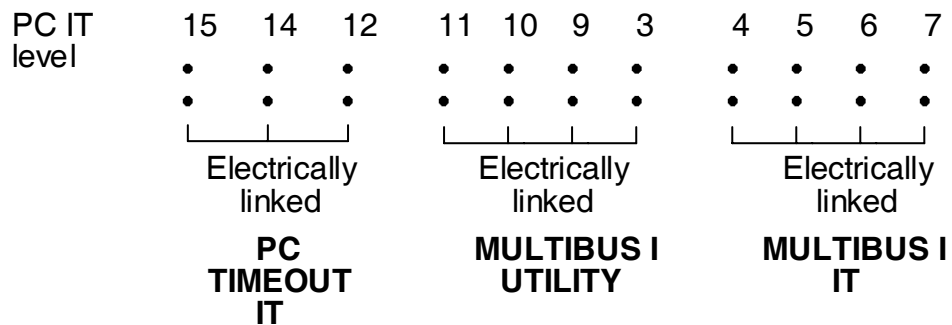 PC IT 15 14 12 11 10 9 3 4 5 6 7
level
Electrically Electrically Electrically
linked linked linked
PC MULTIBUS I MULTIBUS I
TIMEOUT UTILITY IT
IT